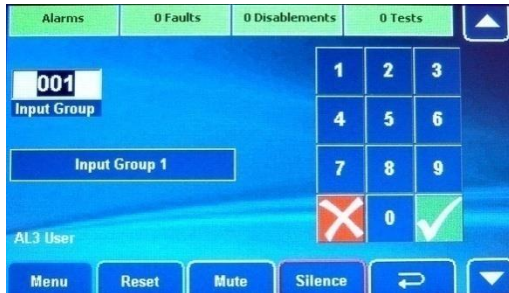 Alarms 0 Faults 0 Disablements 0 Tests
001
Input Group
Input Group 1
AL3 User
1 2 3
4 5 6
7 8 9
0
Menu Reset Mute Silence